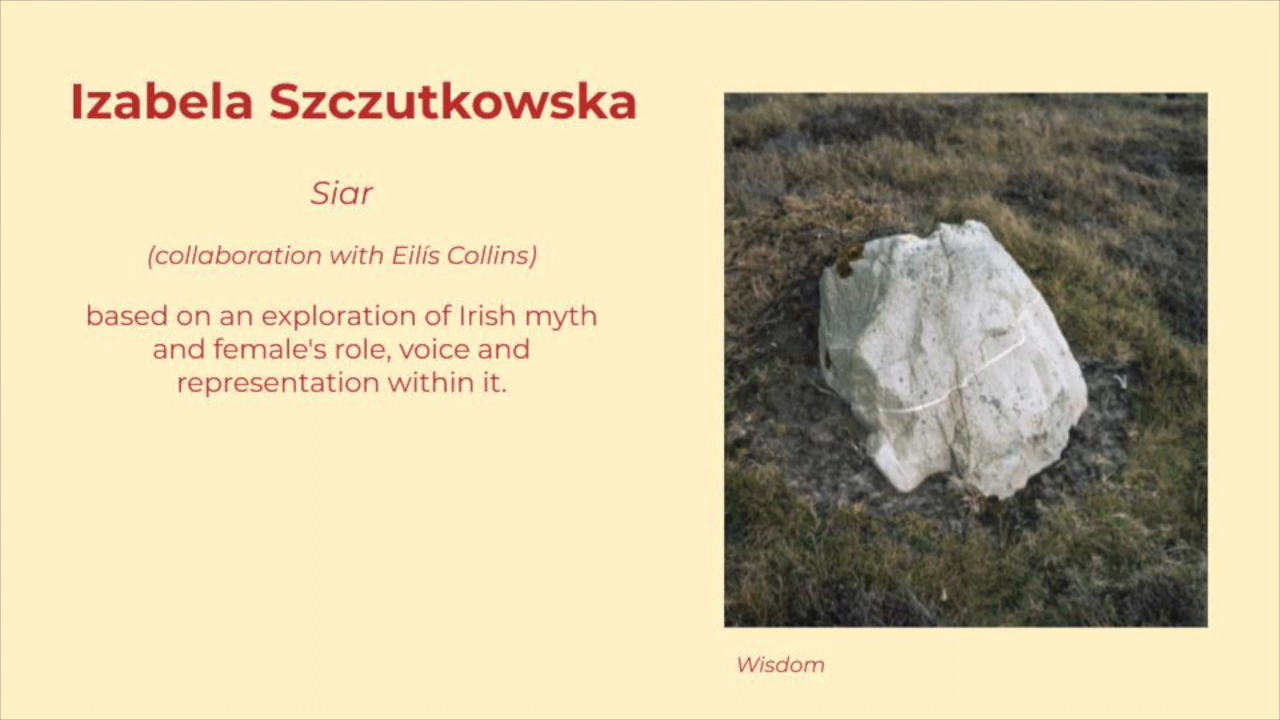 Izabela Szczutkowska
Siar
(collaboration with Eilís Collins)
based on an exploration of Irish myth
and female's role, voice and
representation within it.
Wisdom